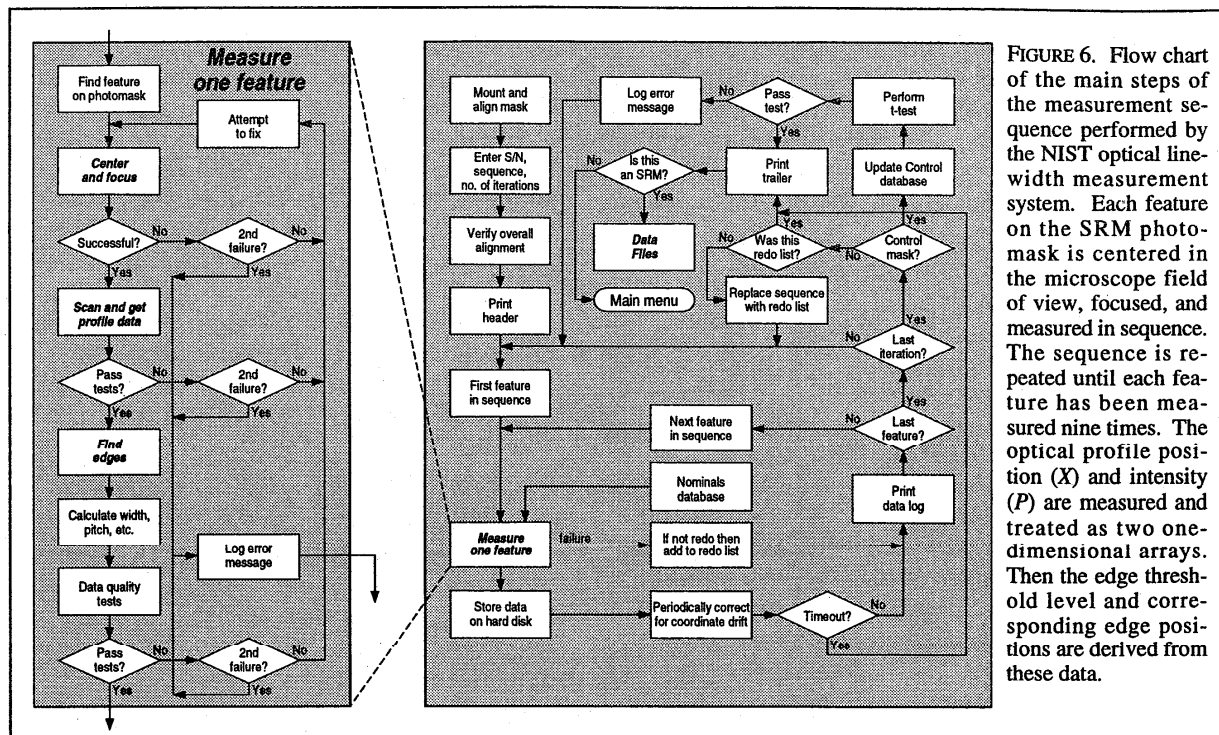 Measure
one feature
Find feature
on photomask
Attempt
to fix
Center
and focus
Successful?
No
2nd
failure?
No
Yes
Yes
Scan and get
profile data
Pass
tests?
No
2nd
failure?
No
Yes
Yes
Find
edges
Calculate width,
pitch, etc.
Log error
message
Data quality
tests
Pass
tests?
No
2nd
failure?
No
Yes
Yes
Mount and
align mask
Log error
message
No
Pass
test?
Perform
t-test
Yes
Enter S/N,
sequence,
no. of iterations
No
Is this
an SRM?
Yes
Print
trailer
Update Control
database
Verify overall
alignment
Data
Files
No
Was this
redo list?
Yes
No
Control
mask?
Yes
Print
header
Main menu
Replace sequence
with redo list
No
Last
iteration?
Yes
First feature
in sequence
Next feature
in sequence
No
Last
feature?
Yes
Nominals
database
Print
data log
Measure
one feature
failure
If not redo then
add to redo list
Store data
on hard disk
Periodically correct
for coordinate drift
Timeout?
No
Yes
FIGURE 6. Flow chart
of the main steps of
the measurement se-
quence performed by
the NIST optical line-
width measurement
system. Each feature
on the SRM photo-
mask is centered in
the microscope field
of view, focused, and
measured in sequence.
The sequence is re-
peated until each fea-
ture has been mea-
sured nine times. The
optical profile posi-
tion (X) and intensity
(P) are measured and
treated as two one-
dimensional arrays.
Then the edge thresh-
old level and corre-
sponding edge posi-
tions are derived from
these data.